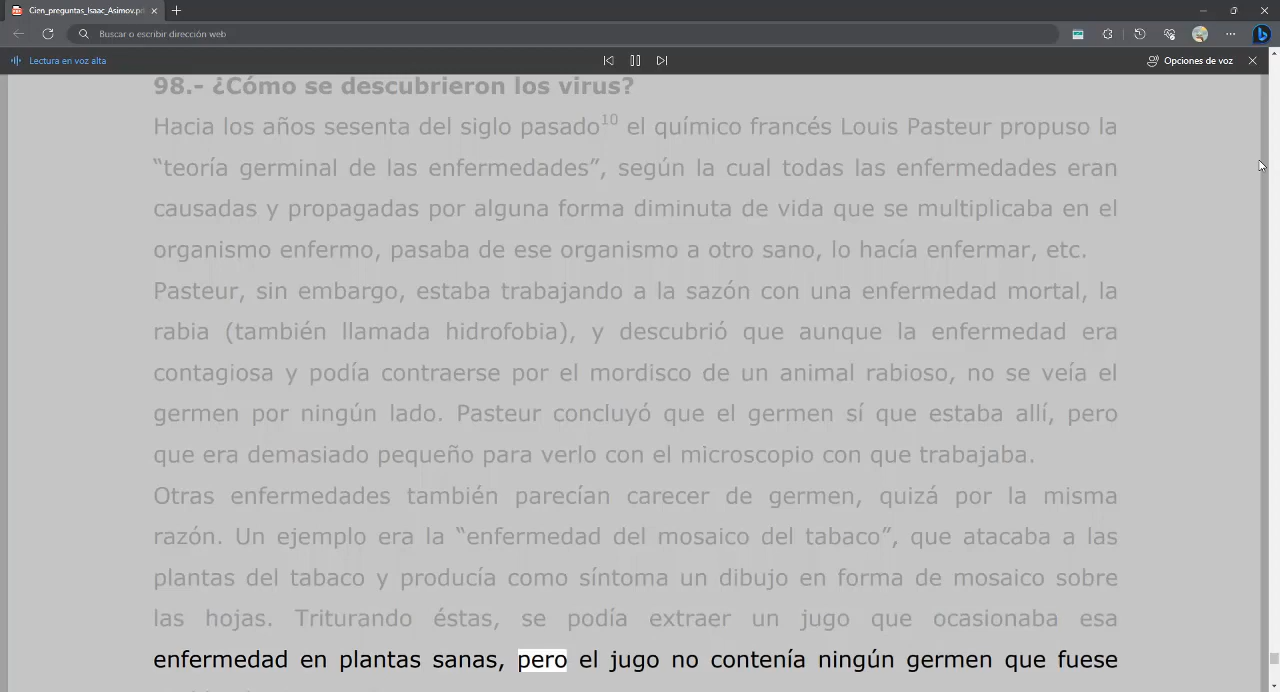 Cien_preguntas_Isaac_Asimov.pd
Buscar o escribir dirección web
Lectura en voz alta
Opciones de voz
98.- ¿Cómo se descubrieron los virus?
Hacia los años sesenta del siglo pasado10 el químico francés Louis Pasteur propuso la
“teoría germinal de las enfermedades”, según la cual todas las enfermedades eran
causadas y propagadas por alguna forma diminuta de vida que se multiplicaba en el
organismo enfermo, pasaba de ese organismo a otro sano, lo hacía enfermar, etc.
Pasteur, sin embargo, estaba trabajando a la sazón con una enfermedad mortal, la
rabia (también llamada hidrofobia), y descubrió que aunque la enfermedad era
contagiosa y podía contraerse por el mordisco de un animal rabioso, no se veía el
germen por ningún lado. Pasteur concluyó que el germen sí que estaba allí, pero
que era demasiado pequeño para verlo con el microscopio con que trabajaba.
Otras enfermedades también parecían carecer de germen, quizá por la misma
razón. Un ejemplo era la “enfermedad del mosaico del tabaco”, que atacaba a las
plantas del tabaco y producía como síntoma un dibujo en forma de mosaico sobre
las hojas. Triturando éstas, se podía extraer un jugo que ocasionaba esa
enfermedad en plantas sanas, pero el jugo no contenía ningún germen que fuese